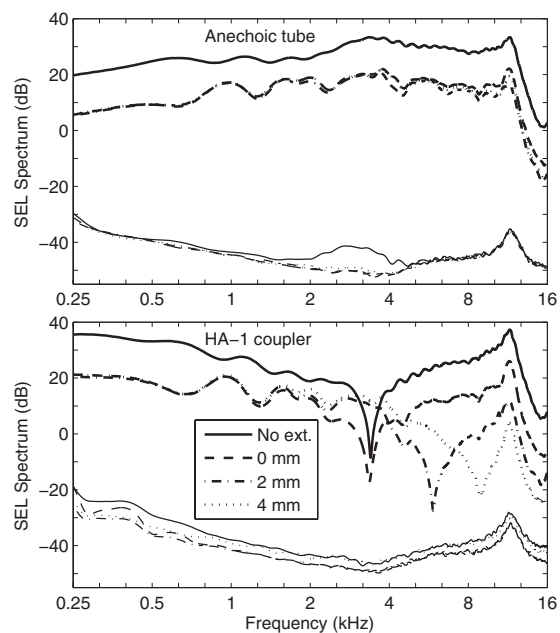 Anechoic tube
SEL Spectrum (dB)
40
20
0
−20
−40
0.25 0.5 1 2 4 8 16
HA−1 coupler
SEL Spectrum (dB)
40
20
0
−20
−40
No ext.
0 mm
2 mm
4 mm
0.25 0.5 1 2 4 8 16
Frequency (kHz)